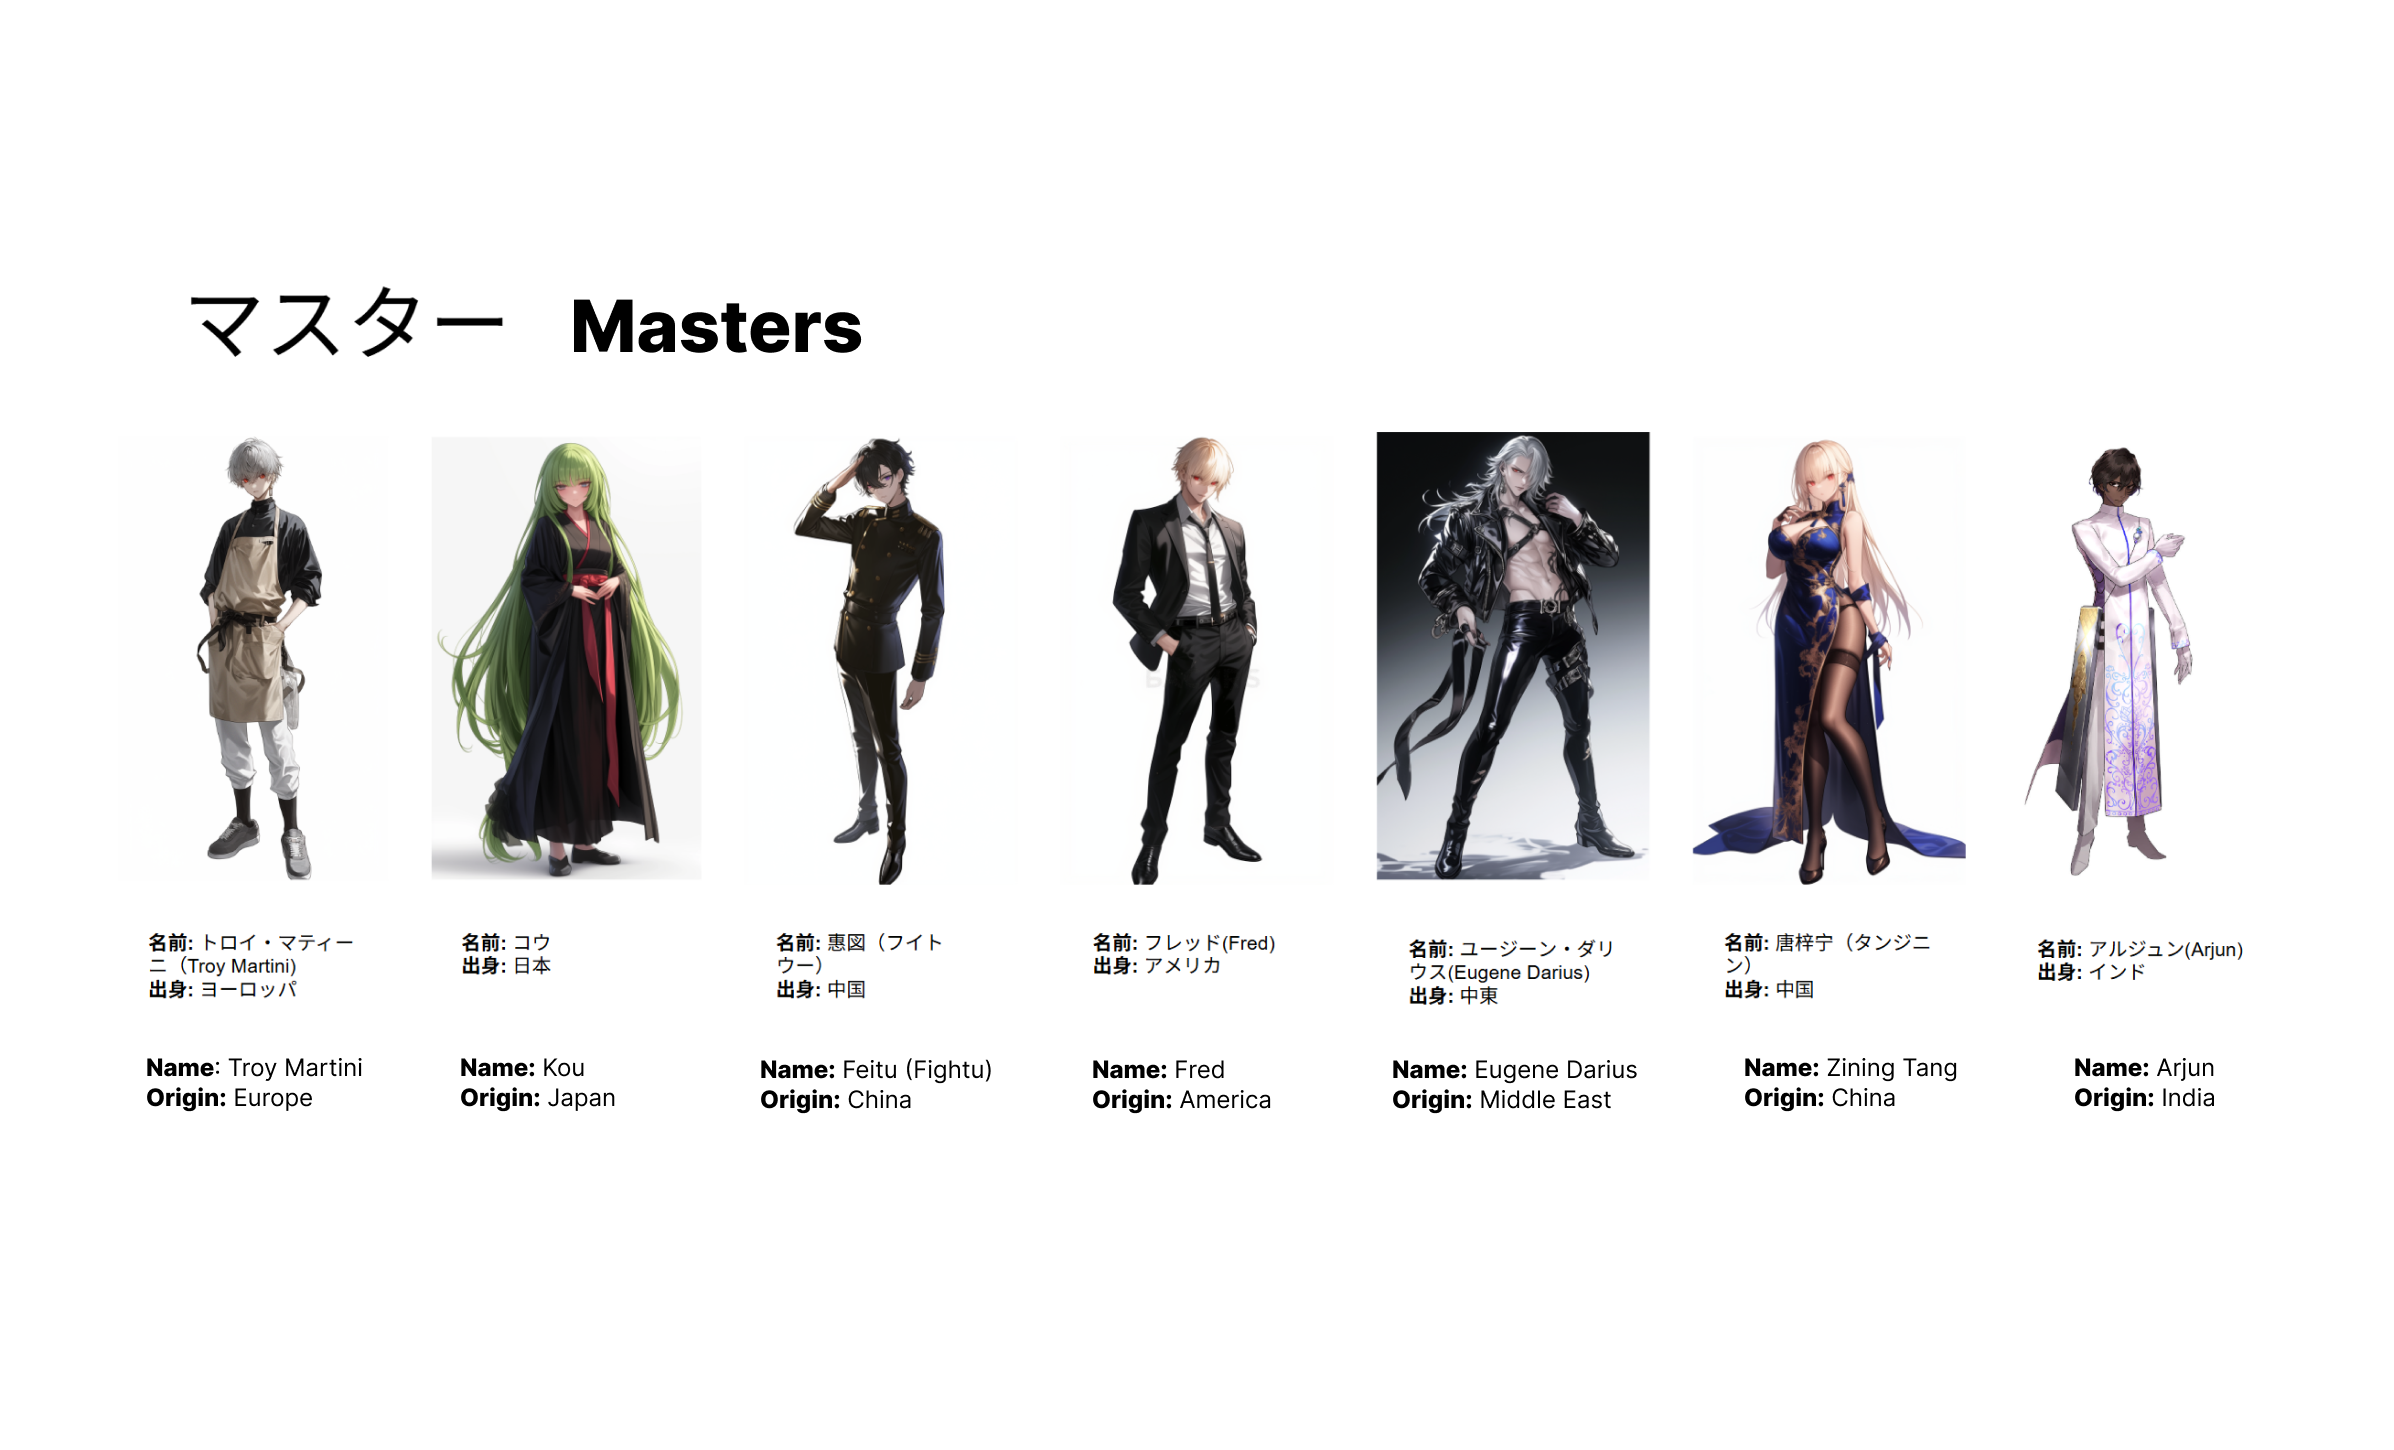 マスター Masters
名前: トロイ・マティー
ニ（Troy Martini)
出身: ヨーロッパ
名前: コウ
出身: 日本
名前: 惠図（フイト
ウー）
出身: 中国
名前: フレッド(Fred)
出身: アメリカ
名前: ユージーン・ダリ
ウス(Eugene Darius)
出身: 中東
名前: 唐梓宁（タンジニ
ン）
出身: 中国
名前: アルジュン(Arjun)
出身: インド
Name: Troy Martini
Origin: Europe
Name: Kou
Origin: Japan
Name: Feitu (Fightu)
Origin: China
Name: Fred
Origin: America
Name: Eugene Darius
Origin: Middle East
Name: Zining Tang
Origin: China
Name: Arjun
Origin: India